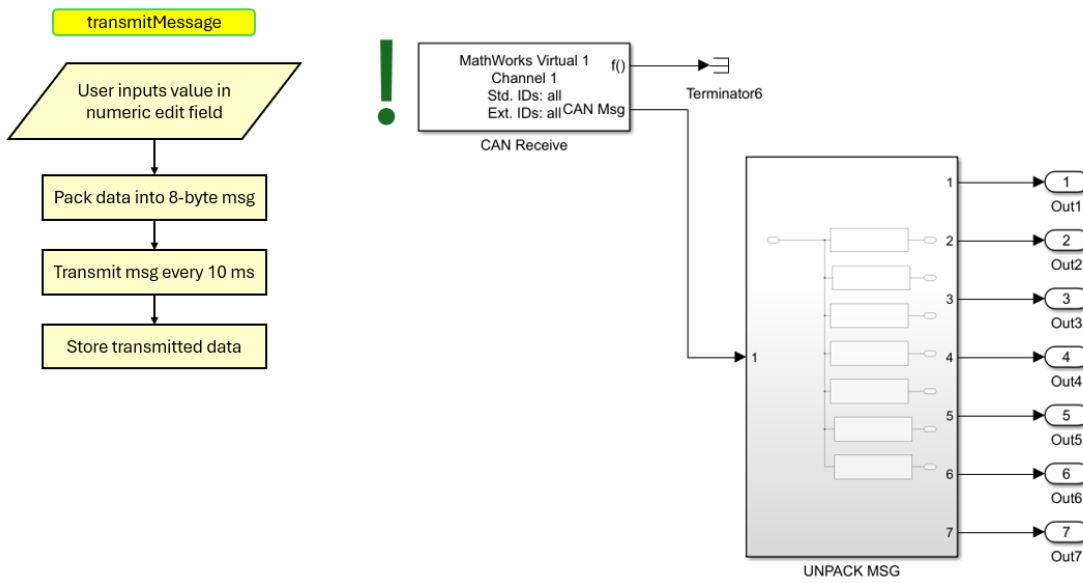 transmitMessage
User inputs value in
numeric edit field
Pack data into 8-byte msg
Transmit msg every 10 ms
Store transmitted data
!
MathWorks Virtual 1
Channel 1
Std. IDs: all
Ext. IDs: all
f()
CAN Msg
CAN Receive
Terminator6
1
1
2
3
4
5
6
7
UNPACK MSG
1
Out1
2
Out2
3
Out3
4
Out4
5
Out5
6
Out6
7
Out7